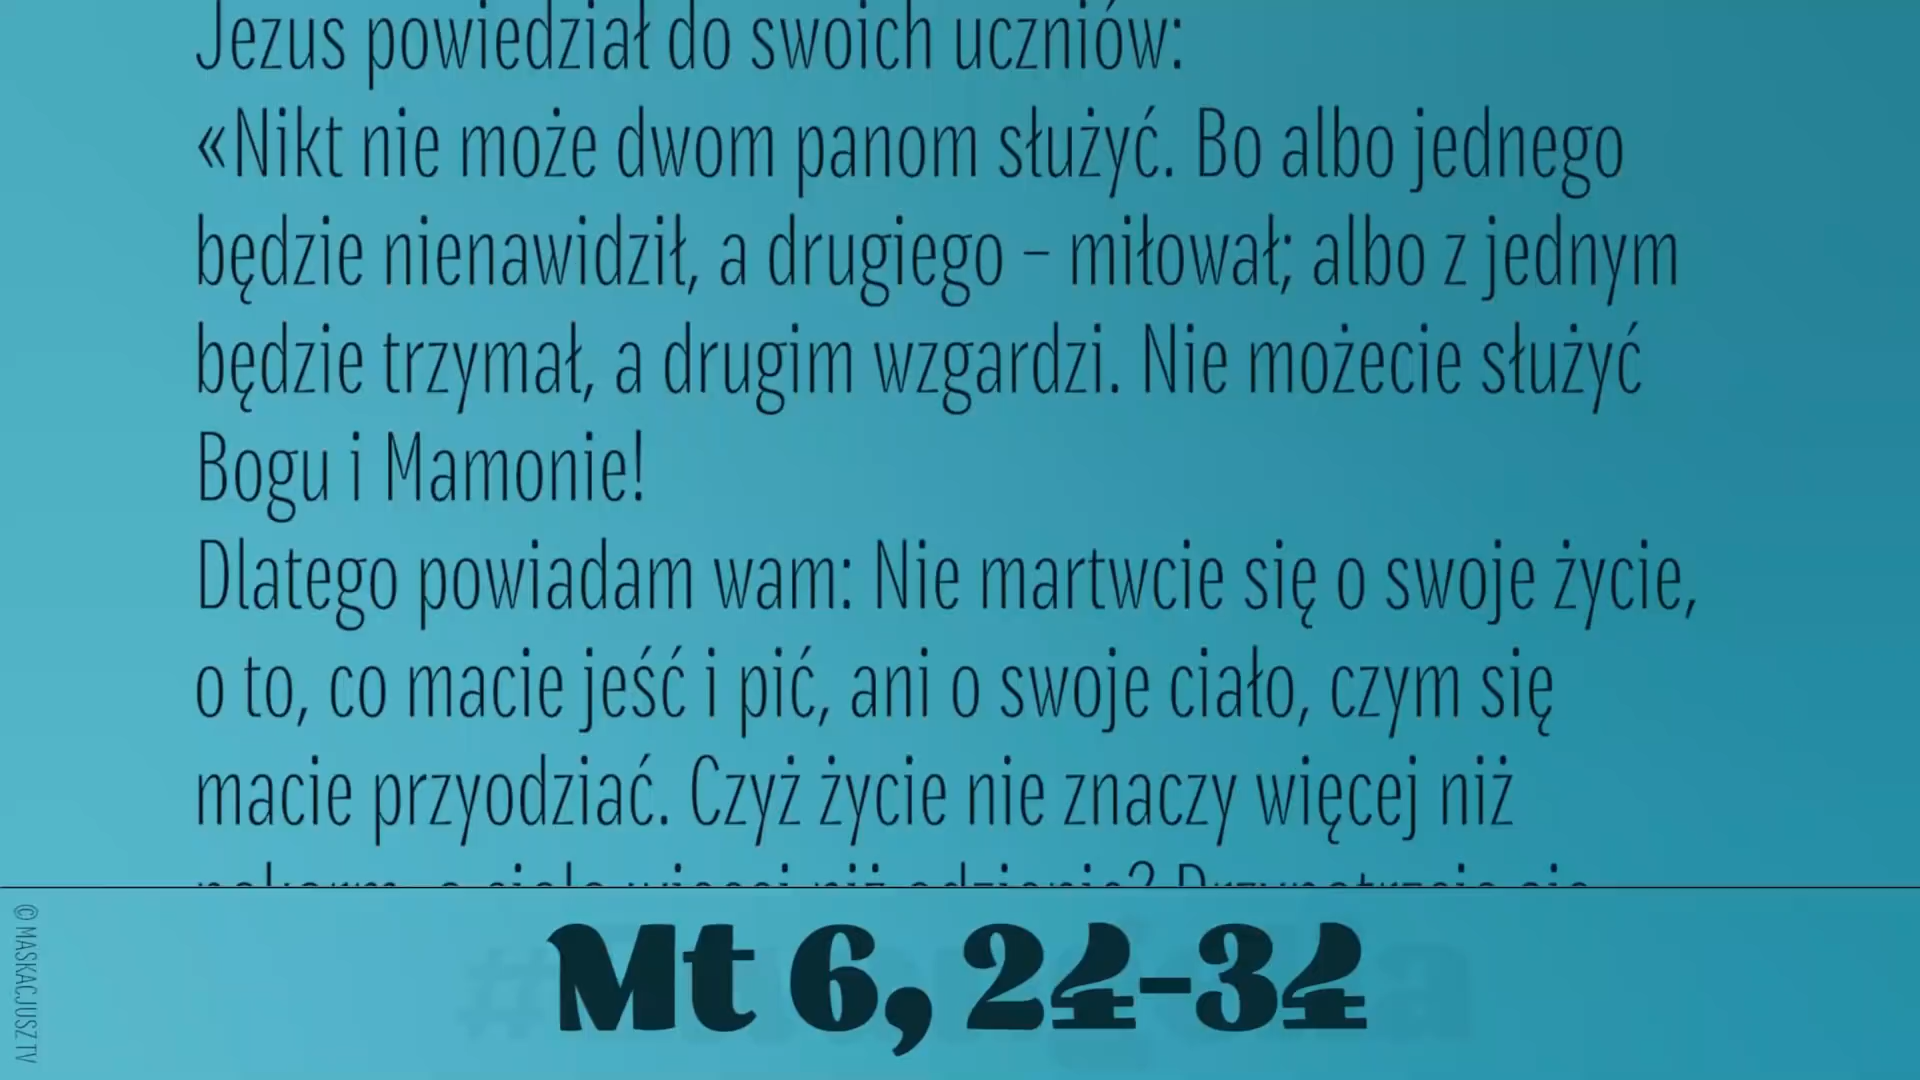 Jezus powiedział do swoich uczniów:
«Nikt nie może dwom panom służyć. Bo albo jednego
będzie nienawidził, a drugiego – miłował; albo z jednym
będzie trzymał, a drugim wzgardzi. Nie możecie służyć
Bogu i Mamonie!
Dlatego powiadam wam: Nie martwcie się o swoje życie,
o to, co macie jeść i pić, ani o swoje ciało, czym się
macie przyodziać. Czyż życie nie znaczy więcej niż
Mt 6, 24-34
© MASKACJUSZ TV